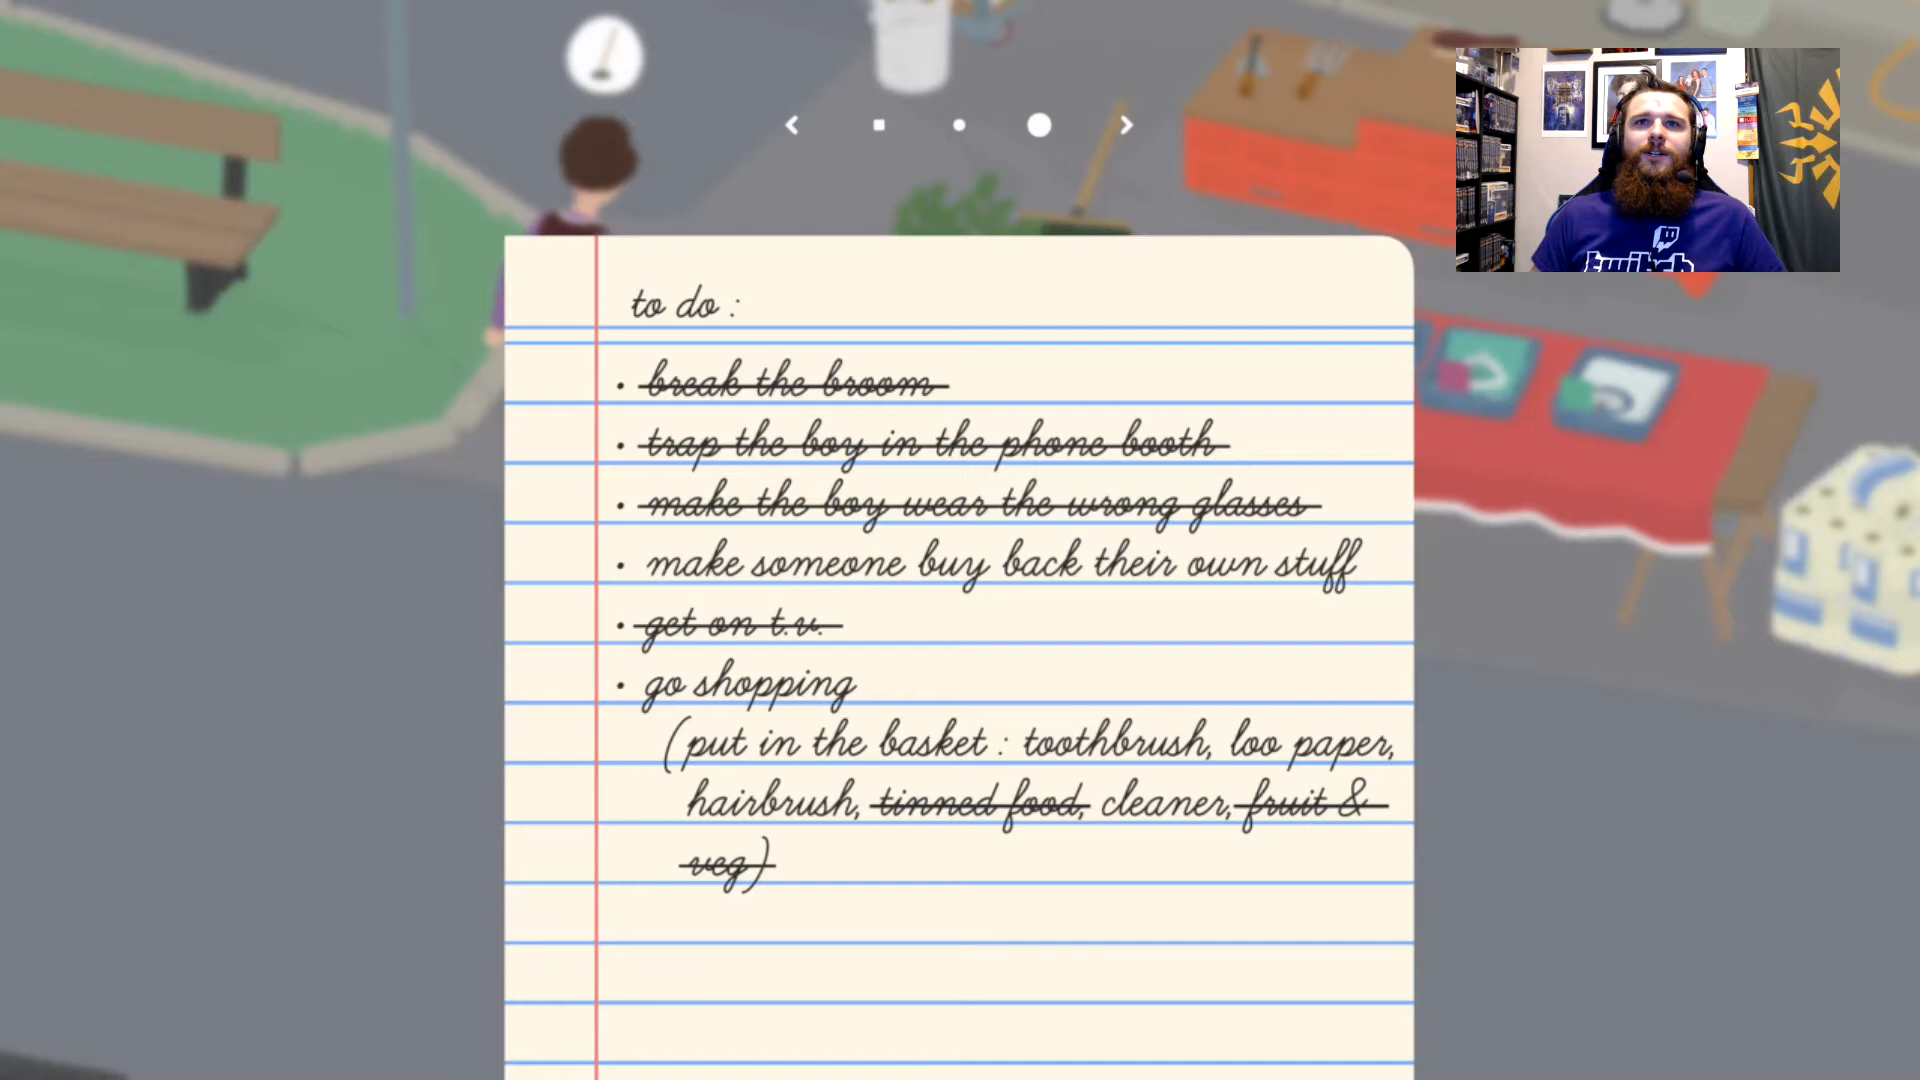 to do :
• break the broom
• trap the boy in the phone booth
• make the boy wear the wrong glasses
• make someone buy back their own stuff
• get on t.v.
• go shopping
(put in the basket : toothbrush, loo paper,
hairbrush, tinned food, cleaner, fruit &
veg)
twitch